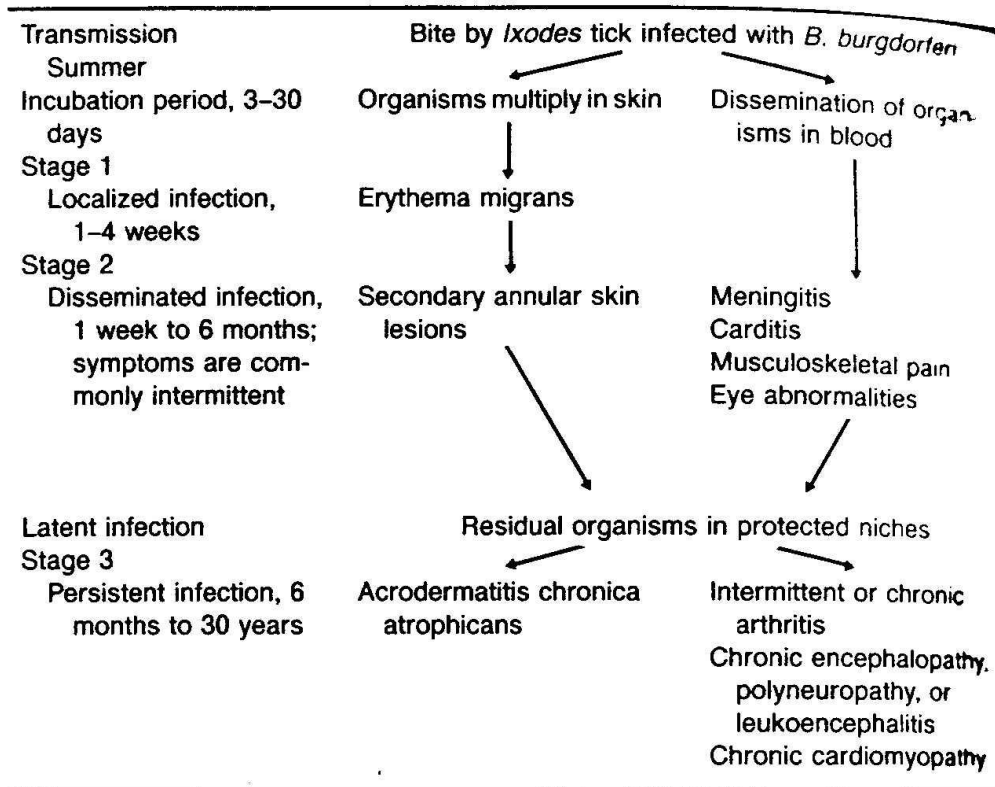 Transmission
Summer
Incubation period, 3–30
days
Stage 1
Localized infection,
1–4 weeks
Stage 2
Disseminated infection,
1 week to 6 months;
symptoms are com-
monly intermittent
Latent infection
Stage 3
Persistent infection, 6
months to 30 years
Bite by Ixodes tick infected with B. burgdorferi
Organisms multiply in skin
Erythema migrans
Secondary annular skin
lesions
Dissemination of organ
isms in blood
Meningitis
Carditis
Musculoskeletal pain
Eye abnormalities
Residual organisms in protected niches
Acrodermatitis chronica
atrophicans
Intermittent or chronic
arthritis
Chronic encephalopathy,
polyneuropathy, or
leukoencephalitis
Chronic cardiomyopathy